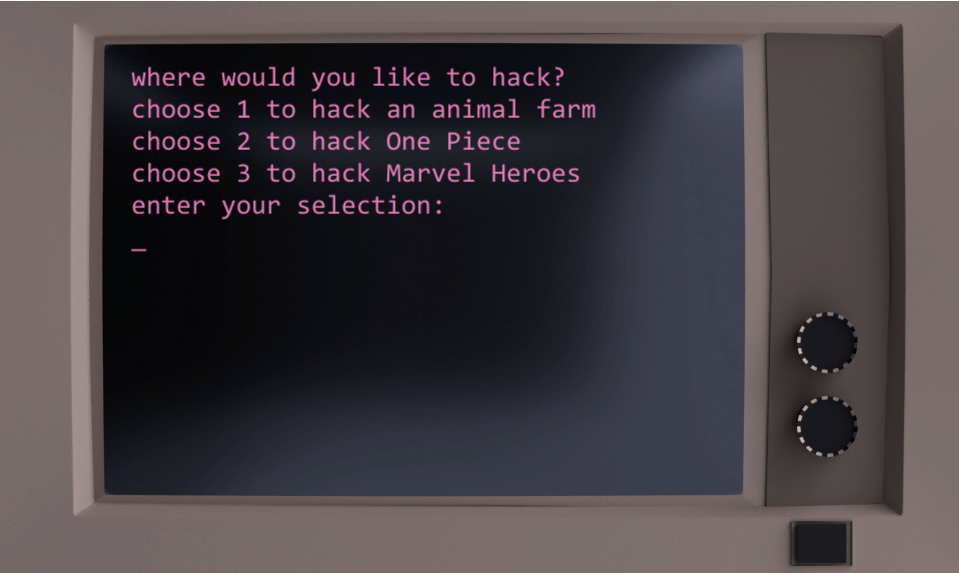 where would you like to hack?
choose 1 to hack an animal farm
choose 2 to hack One Piece
choose 3 to hack Marvel Heroes
enter your selection:
_